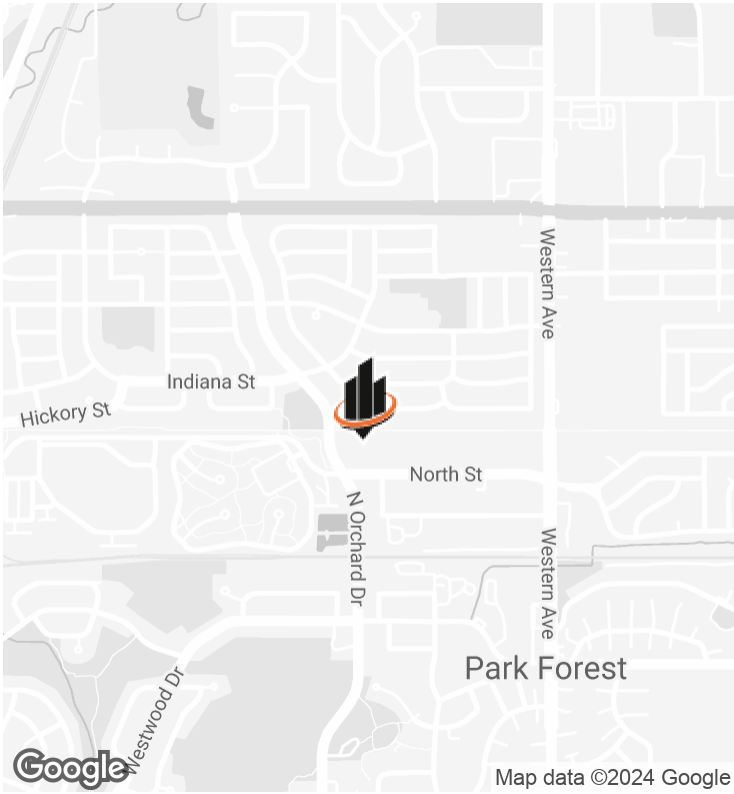 Western Ave
Indiana St
Hickory St
North St
N Orchard Dr
Western Ave
Park Forest
Westwood Dr
Google
Map data ©2024 Google